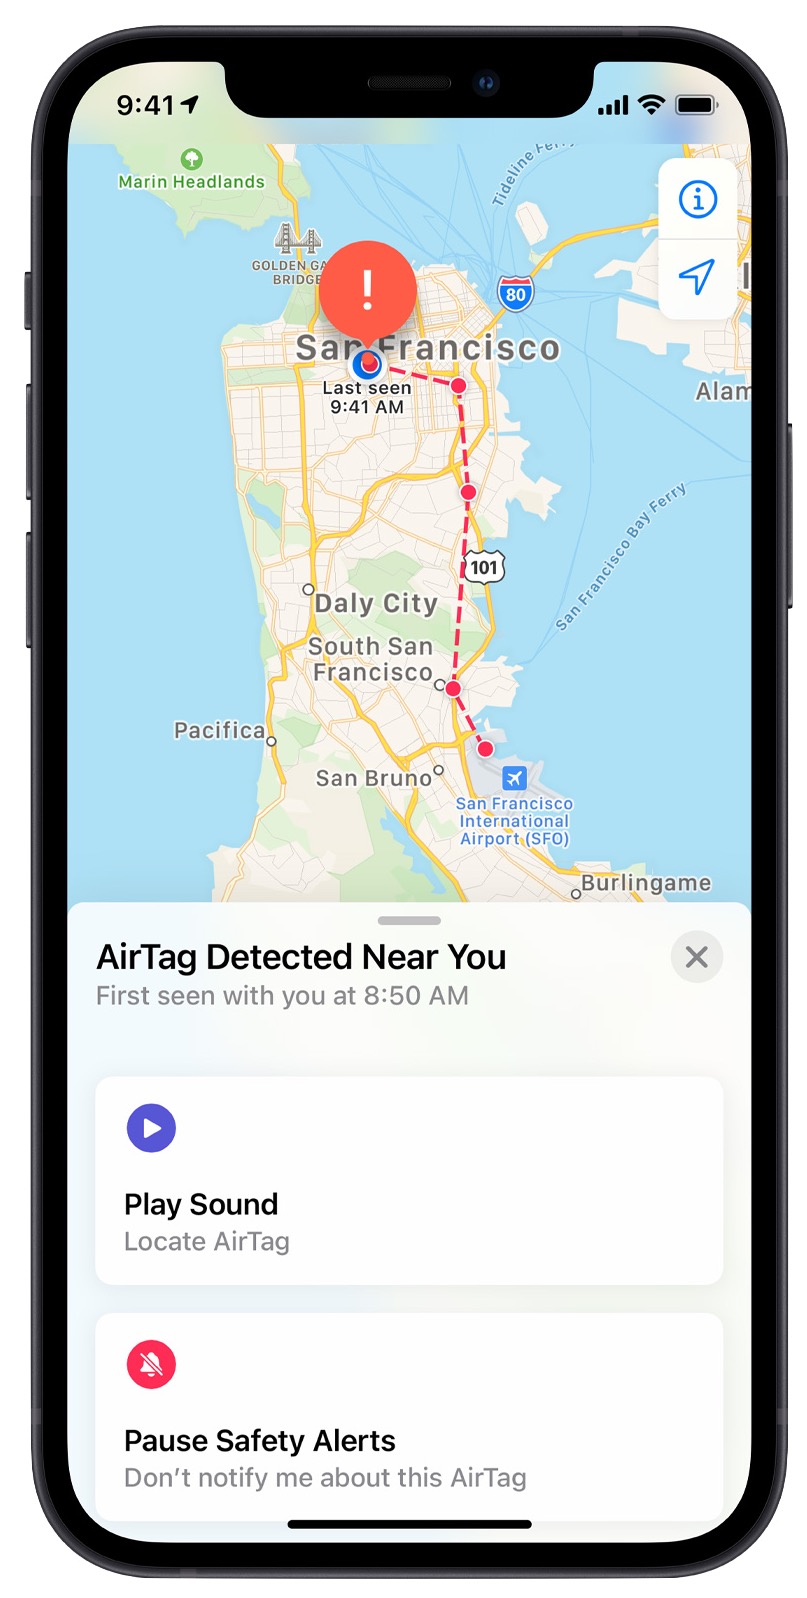 9:41
Tideline Ferry
Marin Headlands
GOLDEN GA
BRIDGE
80
San Francisco
Last seen
9:41 AM
Alam
San Francisco Bay Ferry
101
Daly City
South San
Francisco
Pacifica
San Bruno
San Francisco
International
Airport (SFO)
Burlingame
AirTag Detected Near You
First seen with you at 8:50 AM
Play Sound
Locate AirTag
Pause Safety Alerts
Don’t notify me about this AirTag